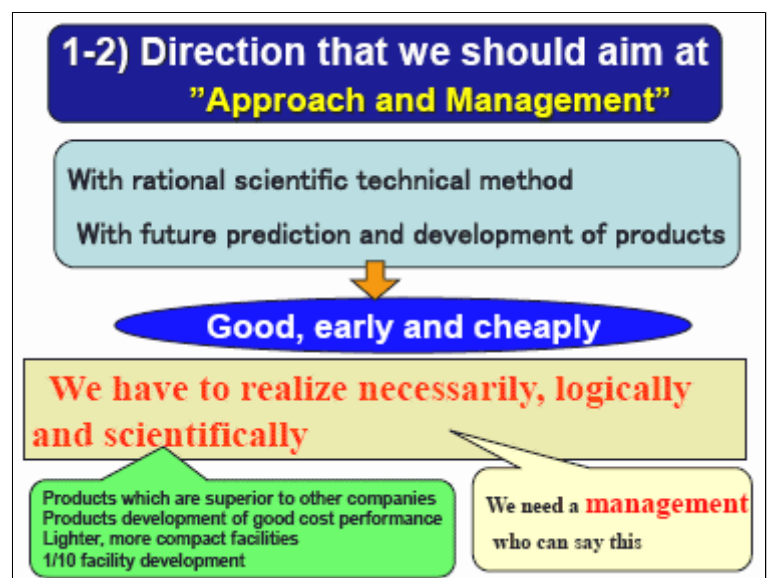 1-2) Direction that we should aim at
”Approach and Management”
With rational scientific technical method
With future prediction and development of products
Good, early and cheaply
We have to realize necessarily, logically
and scientifically
Products which are superior to other companies
Products development of good cost performance
Lighter, more compact facilities
1/10 facility development
We need a management
who can say this